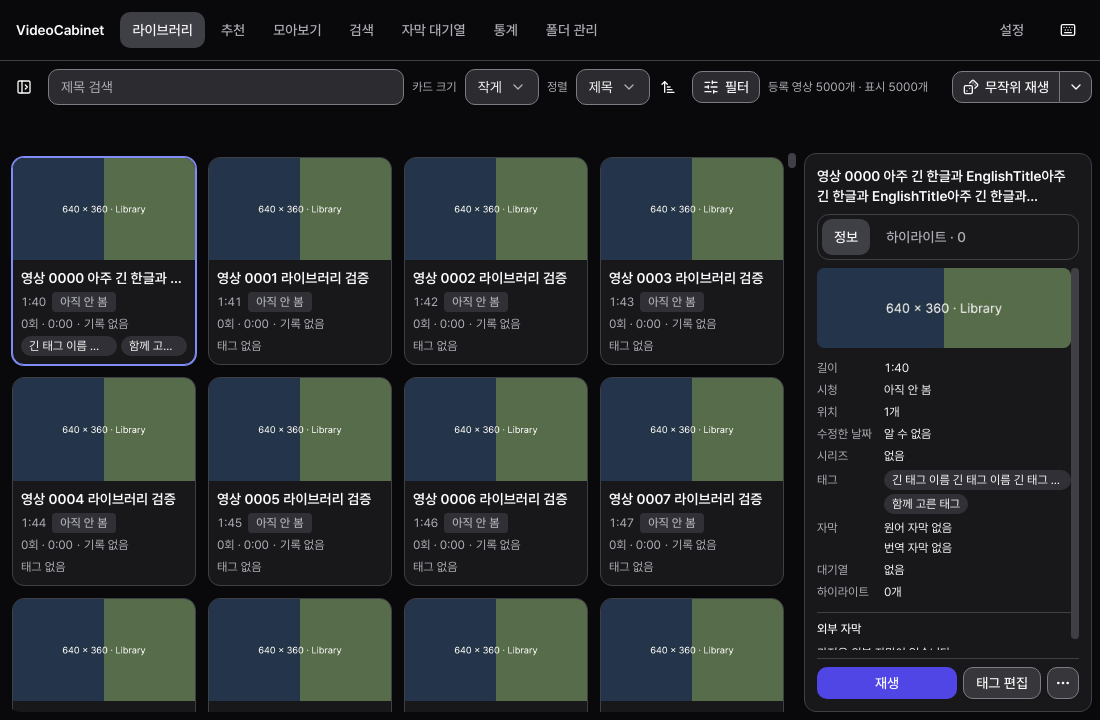 VideoCabinet 라이브러리 추천 모아보기 검색 자막 대기열 통계 폴더 관리 설정
제목 검색 카드 크기 작게 정렬 제목 필터 등록 영상 5000개 · 표시 5000개 무작위 재생
640 × 360 · Library
영상 0000 아주 긴 한글과 ...
1:40 아직 안 봄
0회 · 0:00 · 기록 없음
긴 태그 이름 ... 함께 고...
640 × 360 · Library
영상 0001 라이브러리 검증
1:41 아직 안 봄
0회 · 0:00 · 기록 없음
태그 없음
640 × 360 · Library
영상 0002 라이브러리 검증
1:42 아직 안 봄
0회 · 0:00 · 기록 없음
태그 없음
640 × 360 · Library
영상 0003 라이브러리 검증
1:43 아직 안 봄
0회 · 0:00 · 기록 없음
태그 없음
640 × 360 · Library
영상 0004 라이브러리 검증
1:44 아직 안 봄
0회 · 0:00 · 기록 없음
태그 없음
640 × 360 · Library
영상 0005 라이브러리 검증
1:45 아직 안 봄
0회 · 0:00 · 기록 없음
태그 없음
640 × 360 · Library
영상 0006 라이브러리 검증
1:46 아직 안 봄
0회 · 0:00 · 기록 없음
태그 없음
640 × 360 · Library
영상 0007 라이브러리 검증
1:47 아직 안 봄
0회 · 0:00 · 기록 없음
태그 없음
640 × 360 · Library
640 × 360 · Library
640 × 360 · Library
640 × 360 · Library
영상 0000 아주 긴 한글과 EnglishTitle아주
긴 한글과 EnglishTitle아주 긴 한글과...
정보 하이라이트 · 0
640 × 360 · Library
길이 1:40
시청 아직 안 봄
위치 1개
수정한 날짜 알 수 없음
시리즈 없음
태그 긴 태그 이름 긴 태그 이름 긴 태그 ...
함께 고른 태그
자막 원어 자막 없음
번역 자막 없음
대기열 없음
하이라이트 0개
외부 자막
재생 태그 편집 ...